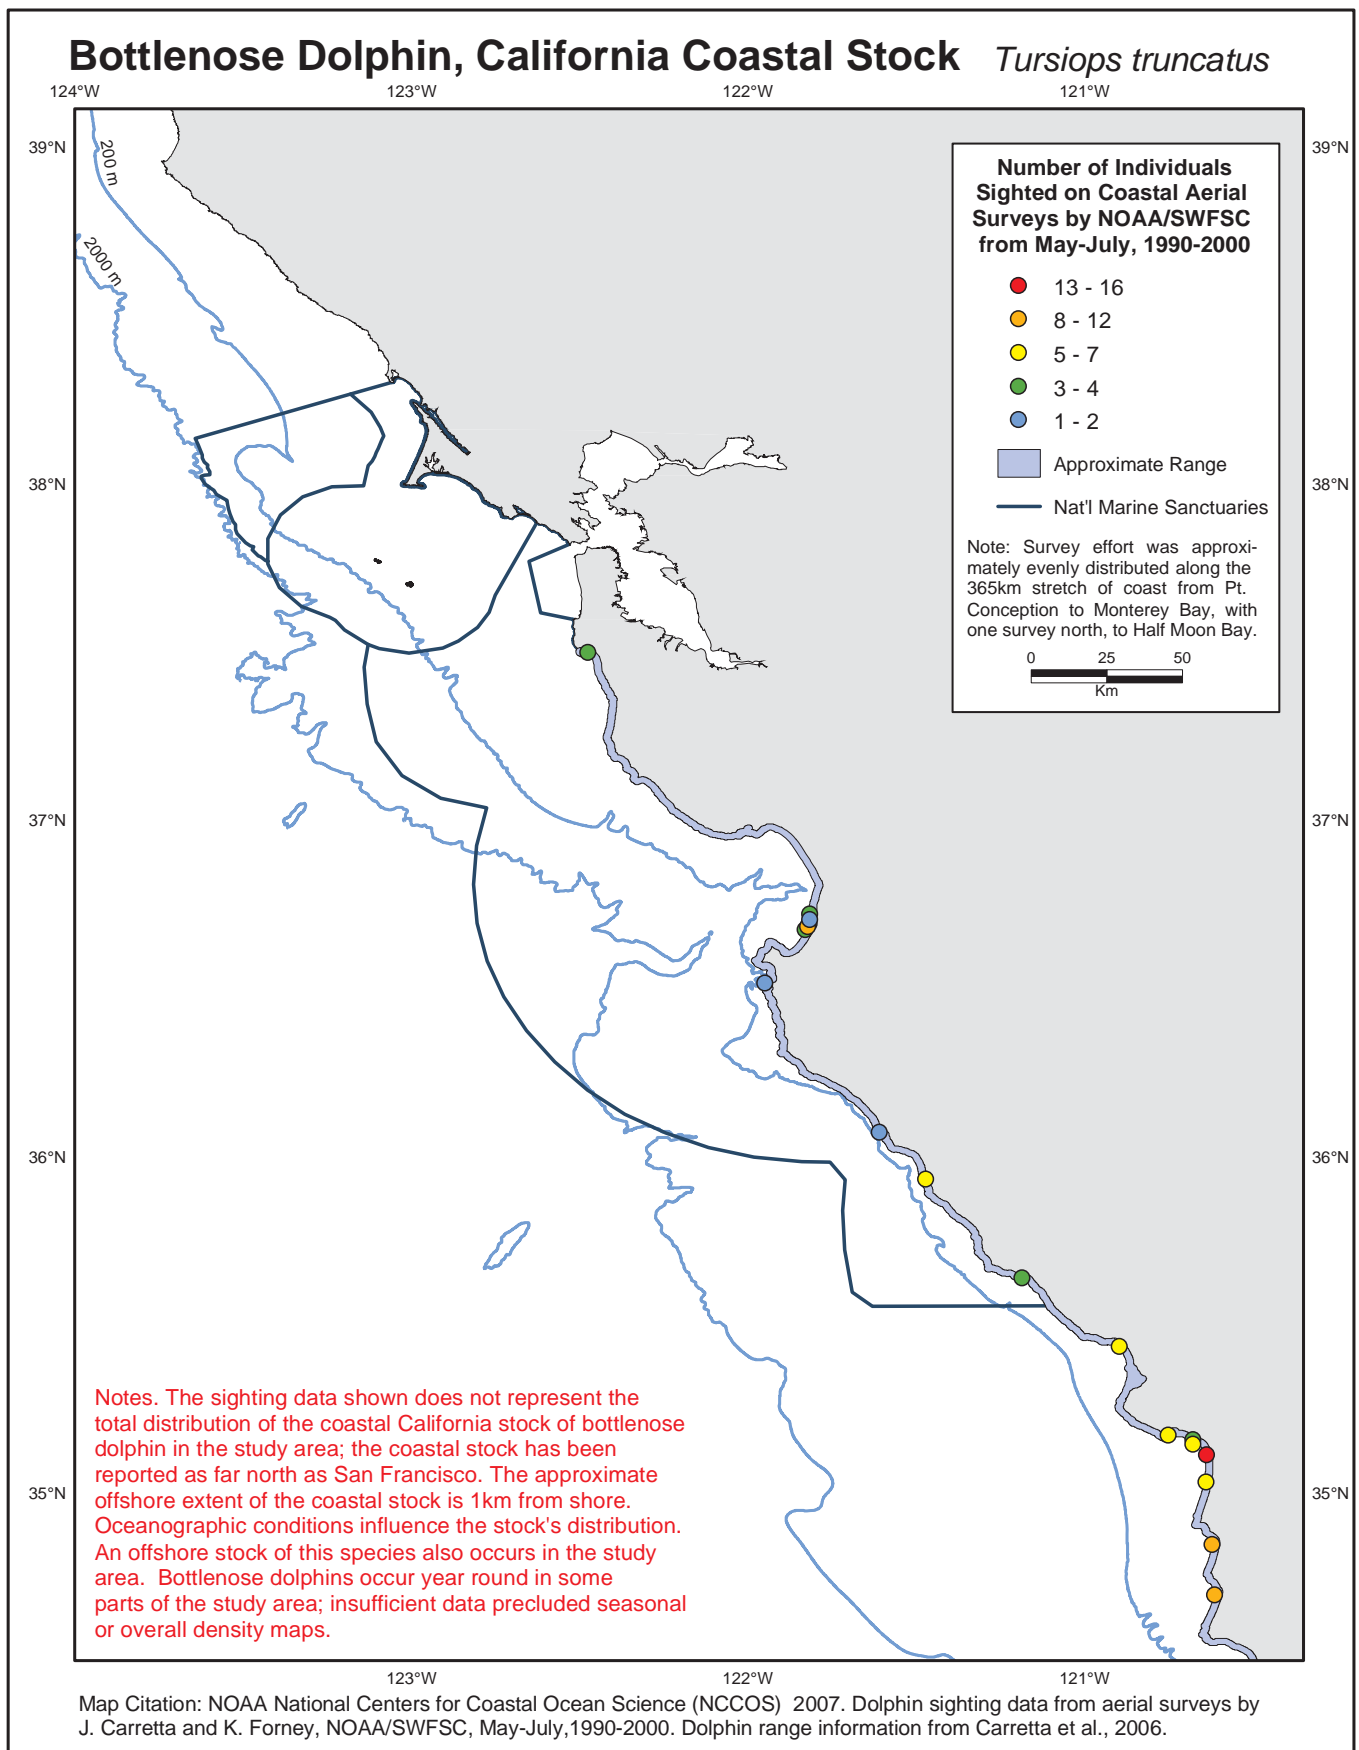 Bottlenose Dolphin, California Coastal Stock Tursiops truncatus
124°W 123°W 122°W 121°W
39°N 39°N
200 m
2000 m
Number of Individuals
Sighted on Coastal Aerial
Surveys by NOAA/SWFSC
from May-July, 1990-2000
13 - 16
8 - 12
5 - 7
3 - 4
1 - 2
Approximate Range
Nat'l Marine Sanctuaries
Note: Survey effort was approxi-
mately evenly distributed along the
365km stretch of coast from Pt.
Conception to Monterey Bay, with
one survey north, to Half Moon Bay.
0 25 50
Km
38°N 38°N
37°N 37°N
36°N 36°N
35°N 35°N
Notes. The sighting data shown does not represent the
total distribution of the coastal California stock of bottlenose
dolphin in the study area; the coastal stock has been
reported as far north as San Francisco. The approximate
offshore extent of the coastal stock is 1km from shore.
Oceanographic conditions influence the stock's distribution.
An offshore stock of this species also occurs in the study
area. Bottlenose dolphins occur year round in some
parts of the study area; insufficient data precluded seasonal
or overall density maps.
123°W 122°W 121°W
Map Citation: NOAA National Centers for Coastal Ocean Science (NCCOS) 2007. Dolphin sighting data from aerial surveys by
J. Carretta and K. Forney, NOAA/SWFSC, May-July,1990-2000. Dolphin range information from Carretta et al., 2006.